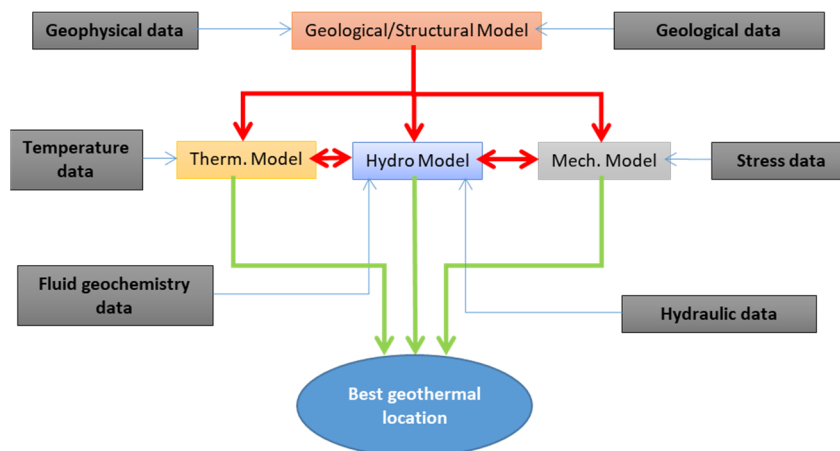 Geophysical data
Geological/Structural Model
Geological data
Temperature
data
Therm. Model
Hydro Model
Mech. Model
Stress data
Fluid geochemistry
data
Hydraulic data
Best geothermal
location